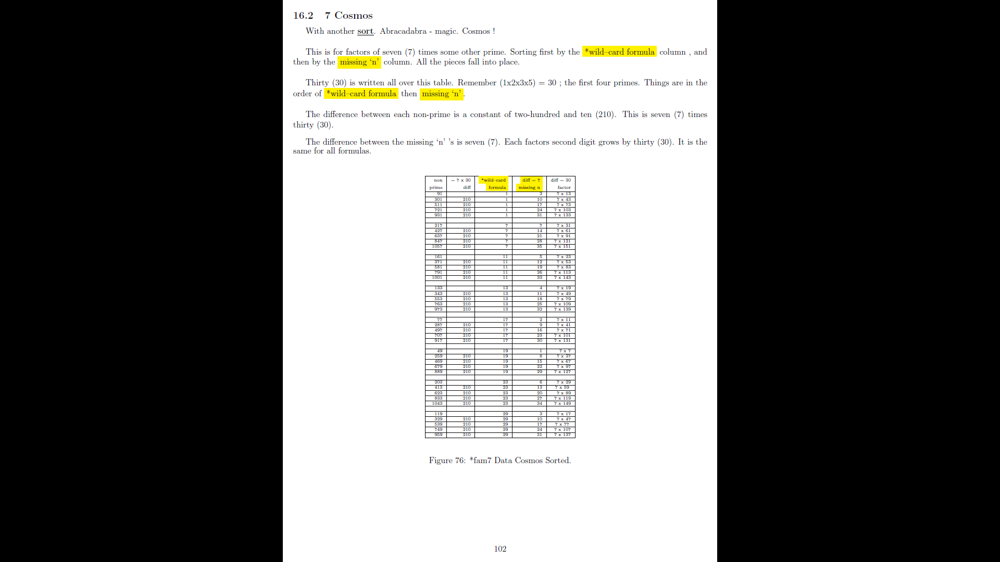 16.2 7 Cosmos
With another sort. Abracadabra - magic. Cosmos !
This is for factors of seven (7) times some other prime. Sorting first by the *wild–card formula column , and
then by the missing ‘n’ column. All the pieces fall into place.
Thirty (30) is written all over this table. Remember (1x2x3x5) = 30 ; the first four primes. Things are in the
order of *wild–card formula then missing ‘n’ .
The difference between each non-prime is a constant of two-hundred and ten (210). This is seven (7) times
thirty (30).
The difference between the missing ‘n’ ’s is seven (7). Each factors second digit grows by thirty (30). It is the
same for all formulas.
non = 7 x 30 *wild–card diff = 7 diff = 30
prime diff formula missing n factor
91 1 3 7 x 13
301 210 1 10 7 x 43
511 210 1 17 7 x 73
721 210 1 24 7 x 103
931 210 1 31 7 x 133
217 7 7 7 x 31
427 210 7 14 7 x 61
637 210 7 21 7 x 91
847 210 7 28 7 x 121
1057 210 7 35 7 x 151
161 11 5 7 x 23
371 210 11 12 7 x 53
581 210 11 19 7 x 83
791 210 11 26 7 x 113
1001 210 11 33 7 x 143
133 13 4 7 x 19
343 210 13 11 7 x 49
553 210 13 18 7 x 79
763 210 13 25 7 x 109
973 210 13 32 7 x 139
77 17 2 7 x 11
287 210 17 9 7 x 41
497 210 17 16 7 x 71
707 210 17 23 7 x 101
917 210 17 30 7 x 131
49 19 1 7 x 7
259 210 19 8 7 x 37
469 210 19 15 7 x 67
679 210 19 22 7 x 97
889 210 19 29 7 x 127
203 23 6 7 x 29
413 210 23 13 7 x 59
623 210 23 20 7 x 89
833 210 23 27 7 x 119
1043 210 23 34 7 x 149
119 29 3 7 x 17
329 210 29 10 7 x 47
539 210 29 17 7 x 77
749 210 29 24 7 x 107
959 210 29 31 7 x 137
Figure 76: *fam7 Data Cosmos Sorted.
102